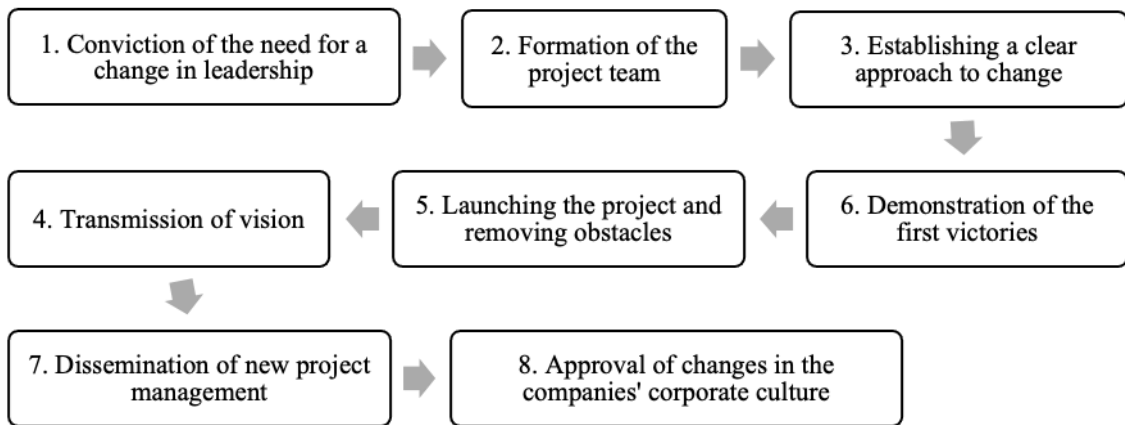 1. Conviction of the need for a
change in leadership
2. Formation of the
project team
3. Establishing a clear
approach to change
4. Transmission of vision
5. Launching the project and
removing obstacles
6. Demonstration of the
first victories
7. Dissemination of new project
management
8. Approval of changes in the
companies' corporate culture